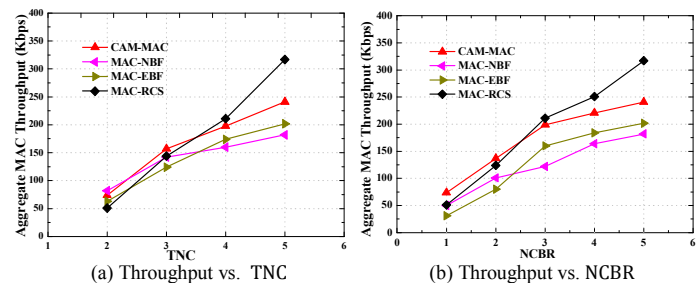 400
350
300
250
200
150
100
50
0
Aggregate MAC Throughput (Kbps)
CAM-MAC
MAC-NBF
MAC-EBF
MAC-RCS
1 2 3 4 5 6
TNC
(a) Throughput vs. TNC
400
350
300
250
200
150
100
50
0
Aggregate MAC Throughput (Kbps)
CAM-MAC
MAC-NBF
MAC-EBF
MAC-RCS
0 1 2 3 4 5 6
NCBR
(b) Throughput vs. NCBR